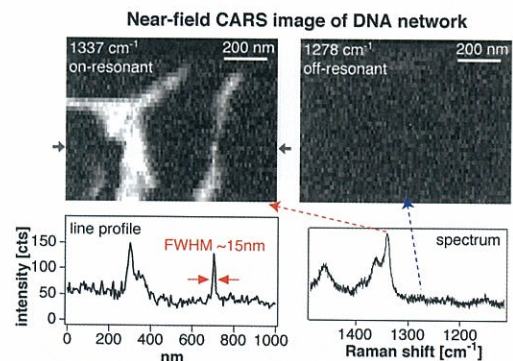 Near-field CARS image of DNA network
1337 cm⁻¹
on-resonant
200 nm
1278 cm⁻¹
off-resonant
200 nm
line profile
FWHM ~15nm
intensity [cts]
150
100
50
0
0 200 400 600 800 1000
nm
spectrum
1400 1300 1200
Raman shift [cm⁻¹]